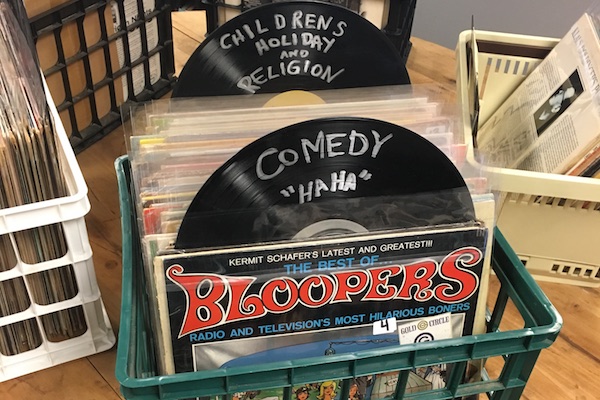 CHILDRENS
HOLIDAY
AND
RELIGION
COMEDY
"HAHA"
KERMIT SCHAFER'S LATEST AND GREATEST!!!
THE BEST OF...
BLOOPERS
RADIO AND TELEVISION'S MOST HILARIOUS BONERS
4
GOLD CIRCLE